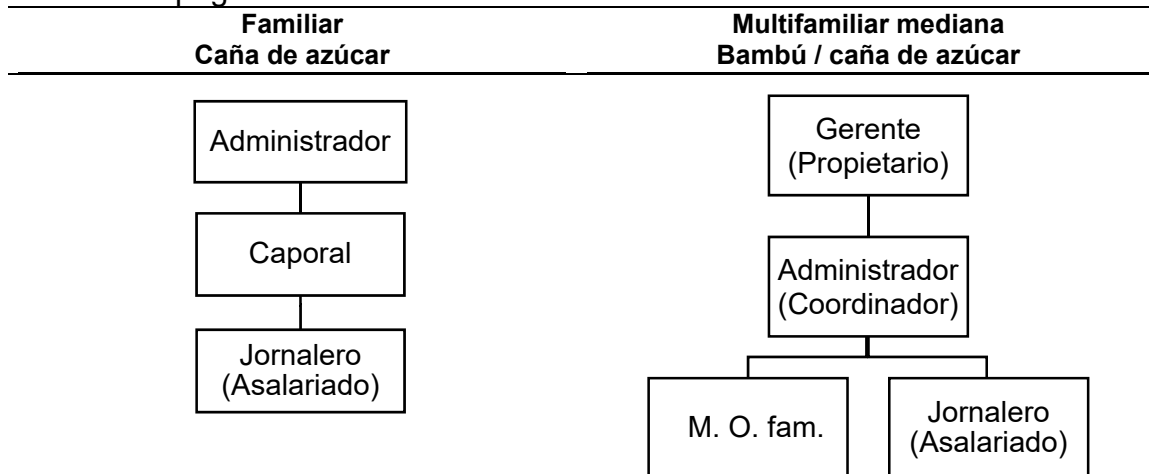 Familiar
Caña de azúcar
Multifamiliar mediana
Bambú / caña de azúcar
Administrador
Caporal
Jornalero
(Asalariado)
Gerente
(Propietario)
Administrador
(Coordinador)
M. O. fam.
Jornalero
(Asalariado)